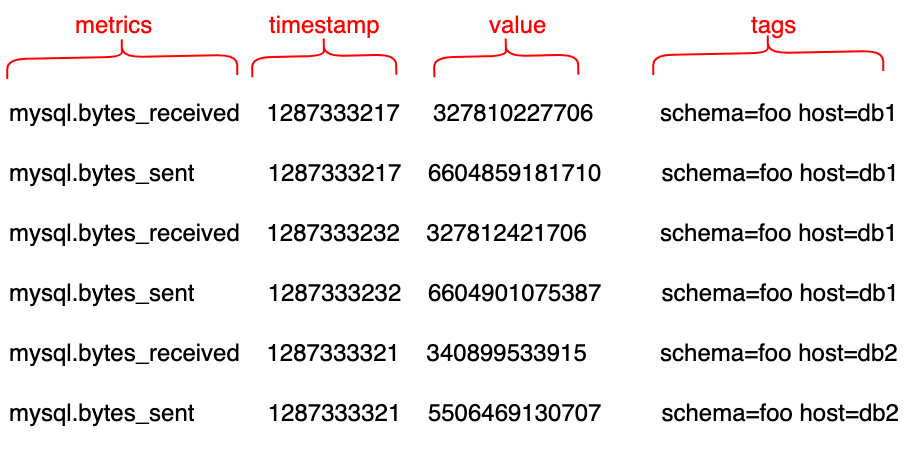 metrics timestamp value tags
mysql.bytes_received 1287333217 327810227706 schema=foo host=db1
mysql.bytes_sent 1287333217 6604859181710 schema=foo host=db1
mysql.bytes_received 1287333232 327812421706 schema=foo host=db1
mysql.bytes_sent 1287333232 6604901075387 schema=foo host=db1
mysql.bytes_received 1287333321 340899533915 schema=foo host=db2
mysql.bytes_sent 1287333321 5506469130707 schema=foo host=db2